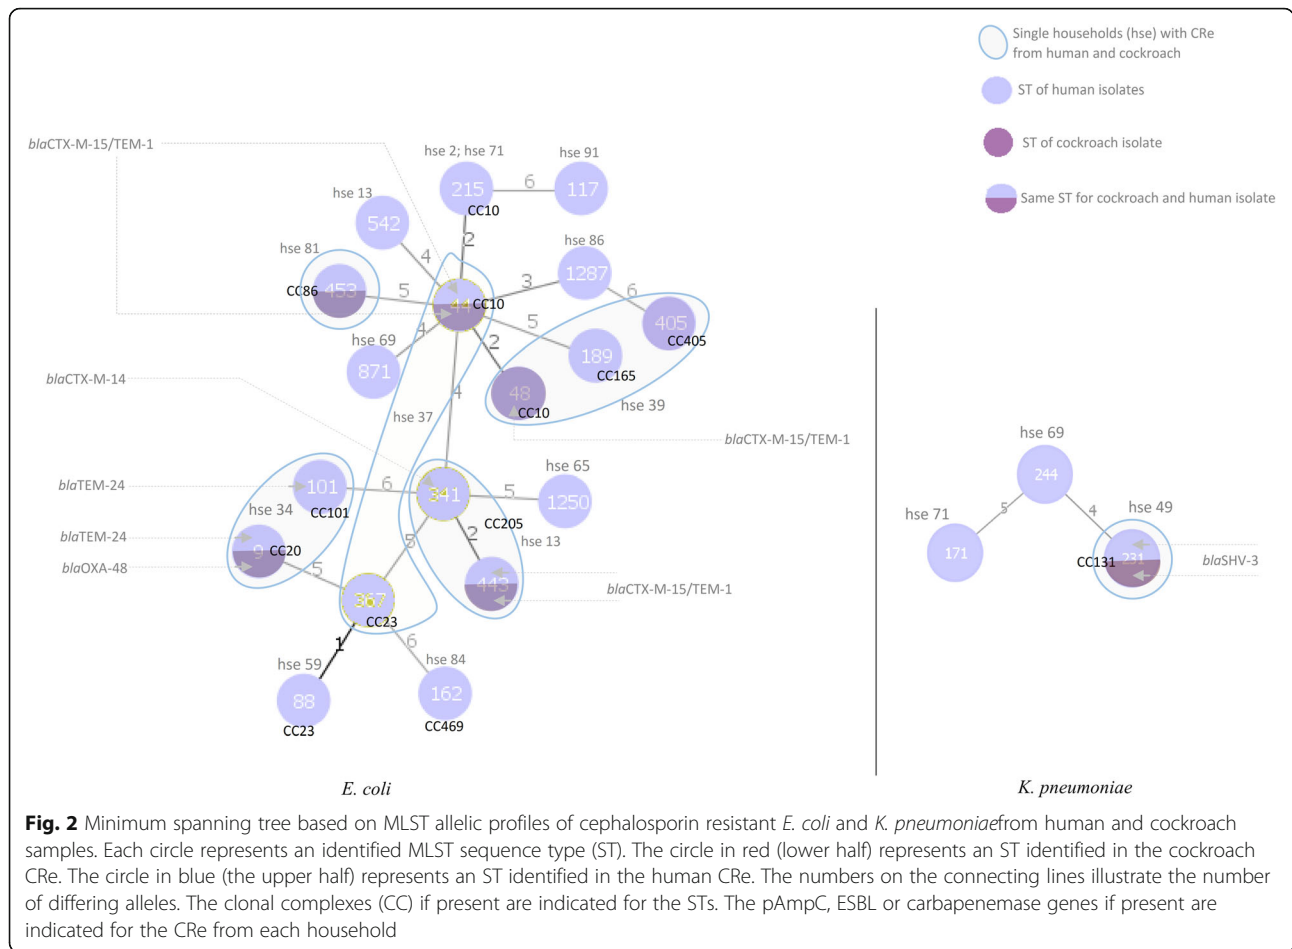 Single households (hse) with CRe
from human and cockroach
ST of human isolates
ST of cockroach isolate
Same ST for cockroach and human isolate
blaCTX-M-15/TEM-1
hse 2; hse 71
hse 91
215
6
117
CC10
hse 13
542
2
hse 86
4
1287
hse 81
453
CC86
5
44
CC10
3
6
405
CC405
5
hse 69
4
2
189
CC165
871
blaCTX-M-14
4
48
CC10
hse 39
hse 37
blaCTX-M-15/TEM-1
hse 65
blaTEM-24
101
CC101
6
341
5
1250
CC205
hse 34
blaTEM-24
9
CC20
blaOXA-48
5
5
2
hse 13
443
blaCTX-M-15/TEM-1
367
CC23
1
6
hse 59
hse 84
88
162
CC23
CC469
E. coli
hse 69
244
5
4
hse 71
hse 49
171
231
CC131
blaSHV-3
K. pneumoniae
Fig. 2 Minimum spanning tree based on MLST allelic profiles of cephalosporin resistant E. coli and K. pneumoniaefrom human and cockroach
samples. Each circle represents an identified MLST sequence type (ST). The circle in red (lower half) represents an ST identified in the cockroach
CRe. The circle in blue (the upper half) represents an ST identified in the human CRe. The numbers on the connecting lines illustrate the number
of differing alleles. The clonal complexes (CC) if present are indicated for the STs. The pAmpC, ESBL or carbapenemase genes if present are
indicated for the CRe from each household